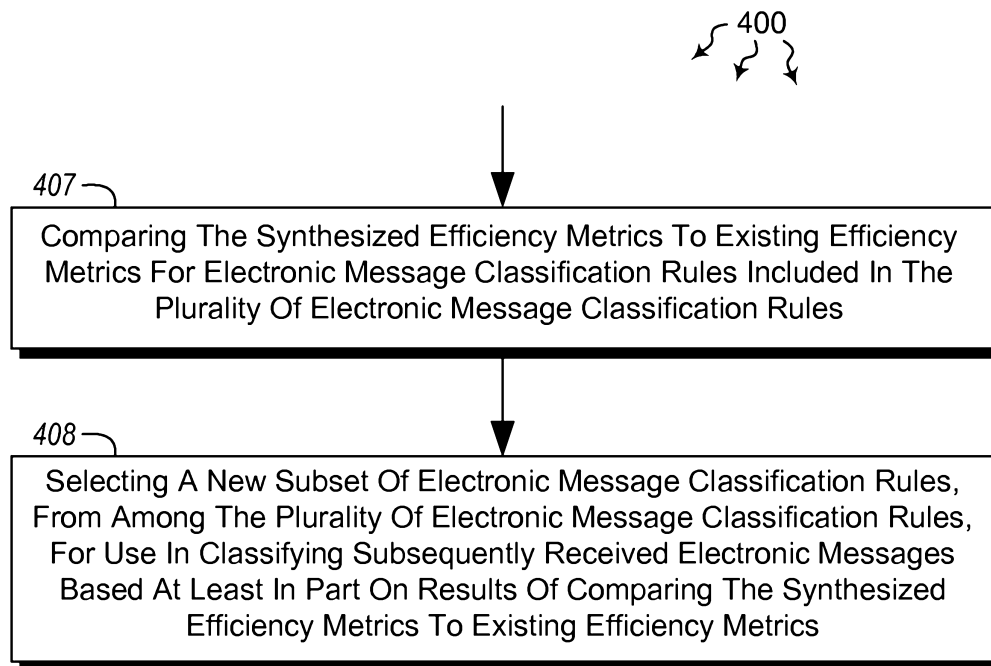 400
407
Comparing The Synthesized Efficiency Metrics To Existing Efficiency
Metrics For Electronic Message Classification Rules Included In The
Plurality Of Electronic Message Classification Rules
408
Selecting A New Subset Of Electronic Message Classification Rules,
From Among The Plurality Of Electronic Message Classification Rules,
For Use In Classifying Subsequently Received Electronic Messages
Based At Least In Part On Results Of Comparing The Synthesized
Efficiency Metrics To Existing Efficiency Metrics